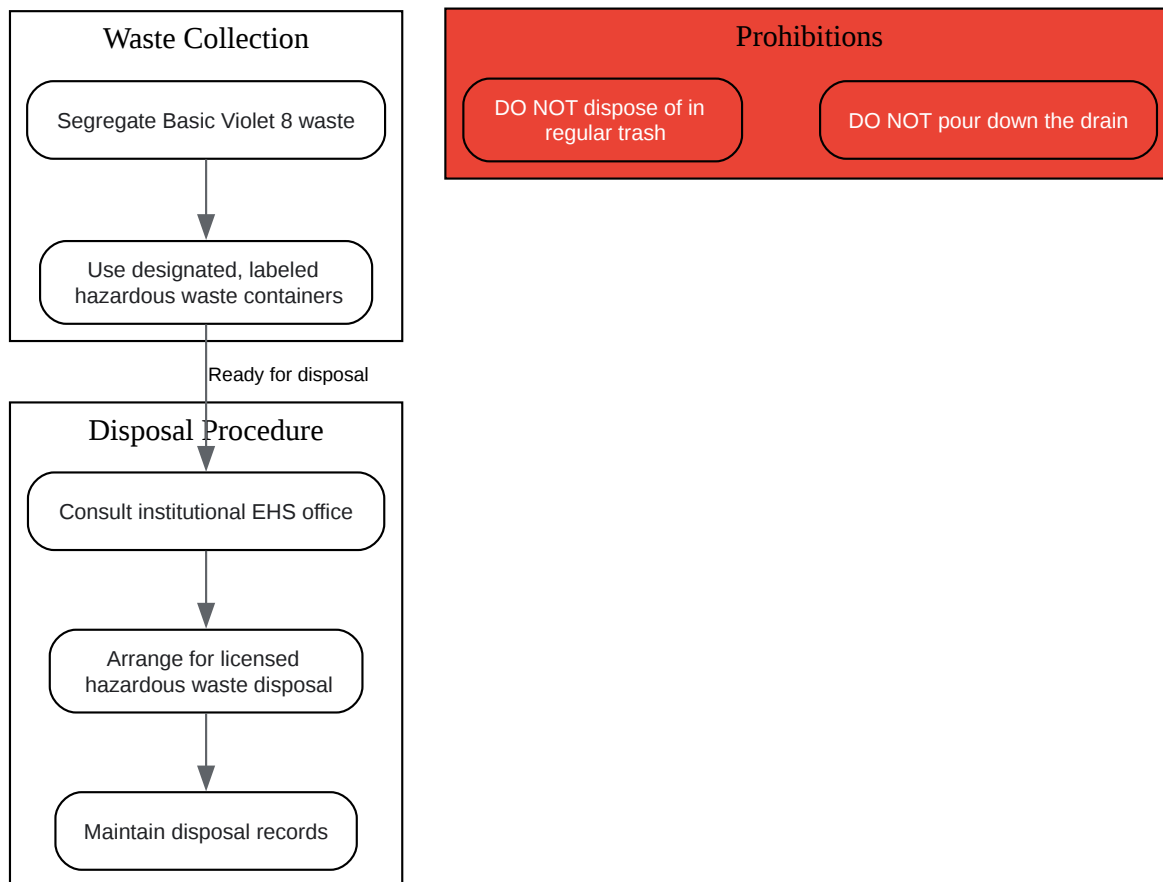 Waste Collection
Segregate Basic Violet 8 waste
Use designated, labeled
hazardous waste containers
Ready for disposal
Disposal Procedure
Consult institutional EHS office
Arrange for licensed
hazardous waste disposal
Maintain disposal records
Prohibitions
DO NOT dispose of in
regular trash
DO NOT pour down the drain